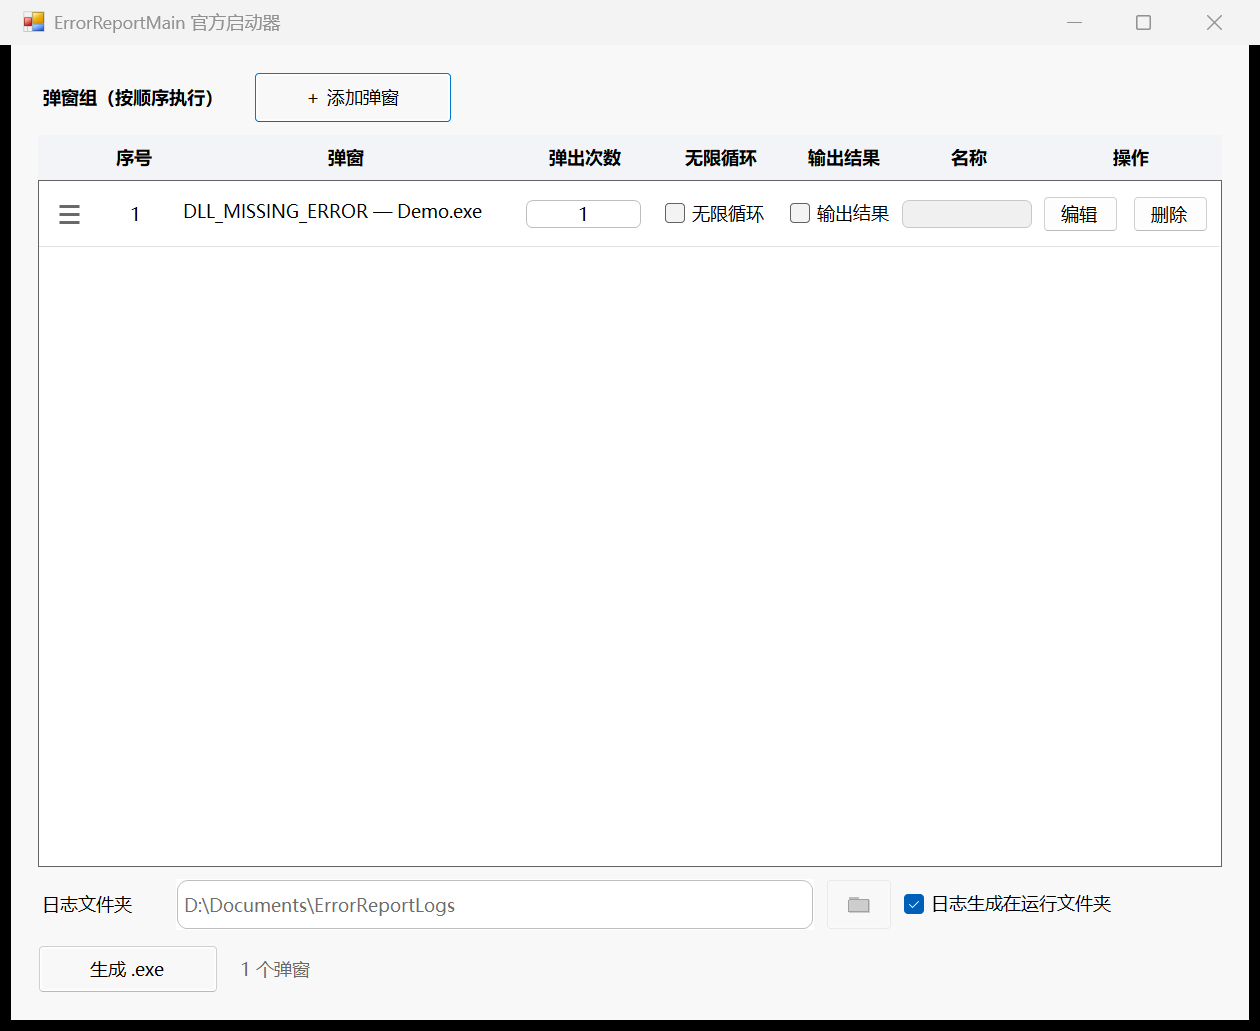 ErrorReportMain 官方启动器
弹窗组（按顺序执行） + 添加弹窗
序号 弹窗 弹出次数 无限循环 输出结果 名称 操作
1 DLL_MISSING_ERROR — Demo.exe 1 无限循环 输出结果 编辑 删除
日志文件夹 D:\Documents\ErrorReportLogs 日志生成在运行文件夹
生成 .exe 1 个弹窗